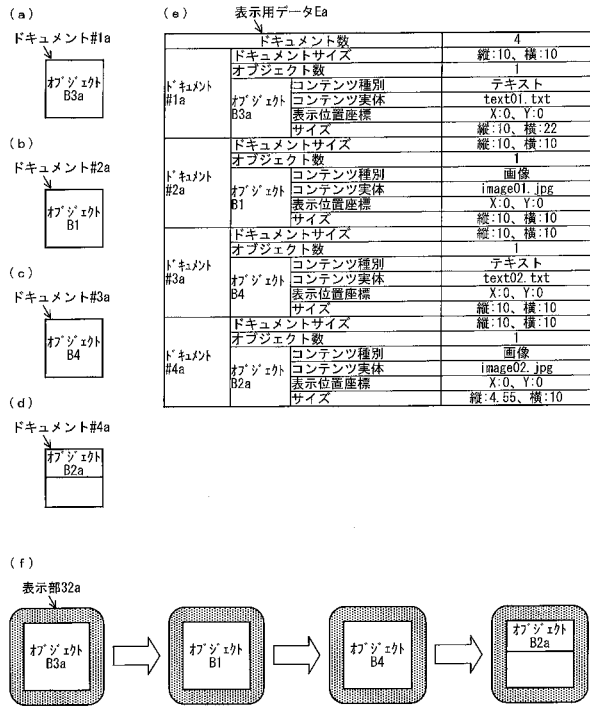 (a)
ドキュメント#1a
オブジェクト
B3a
(b)
ドキュメント#2a
オブジェクト
B1
(c)
ドキュメント#3a
オブジェクト
B4
(d)
ドキュメント#4a
オブジェクト
B2a
(e)
表示用データEa
ドキュメント数 4
ドキュメント
#1a
ドキュメントサイズ 縦:10、横:10
オブジェクト数 1
オブジェクト
B3a
コンテンツ種別 テキスト
コンテンツ実体 text01.txt
表示位置座標 X:0、Y:0
サイズ 縦:10、横:22
ドキュメント
#2a
ドキュメントサイズ 縦:10、横:10
オブジェクト数 1
オブジェクト
B1
コンテンツ種別 画像
コンテンツ実体 image01.jpg
表示位置座標 X:0、Y:0
サイズ 縦:10、横:10
ドキュメント
#3a
ドキュメントサイズ 縦:10、横:10
オブジェクト数 1
オブジェクト
B4
コンテンツ種別 テキスト
コンテンツ実体 text02.txt
表示位置座標 X:0、Y:0
サイズ 縦:10、横:10
ドキュメント
#4a
ドキュメントサイズ 縦:10、横:10
オブジェクト数 1
オブジェクト
B2a
コンテンツ種別 画像
コンテンツ実体 image02.jpg
表示位置座標 X:0、Y:0
サイズ 縦:4.55、横:10
(f)
表示部32a
オブジェクト
B3a
オブジェクト
B1
オブジェクト
B4
オブジェクト
B2a